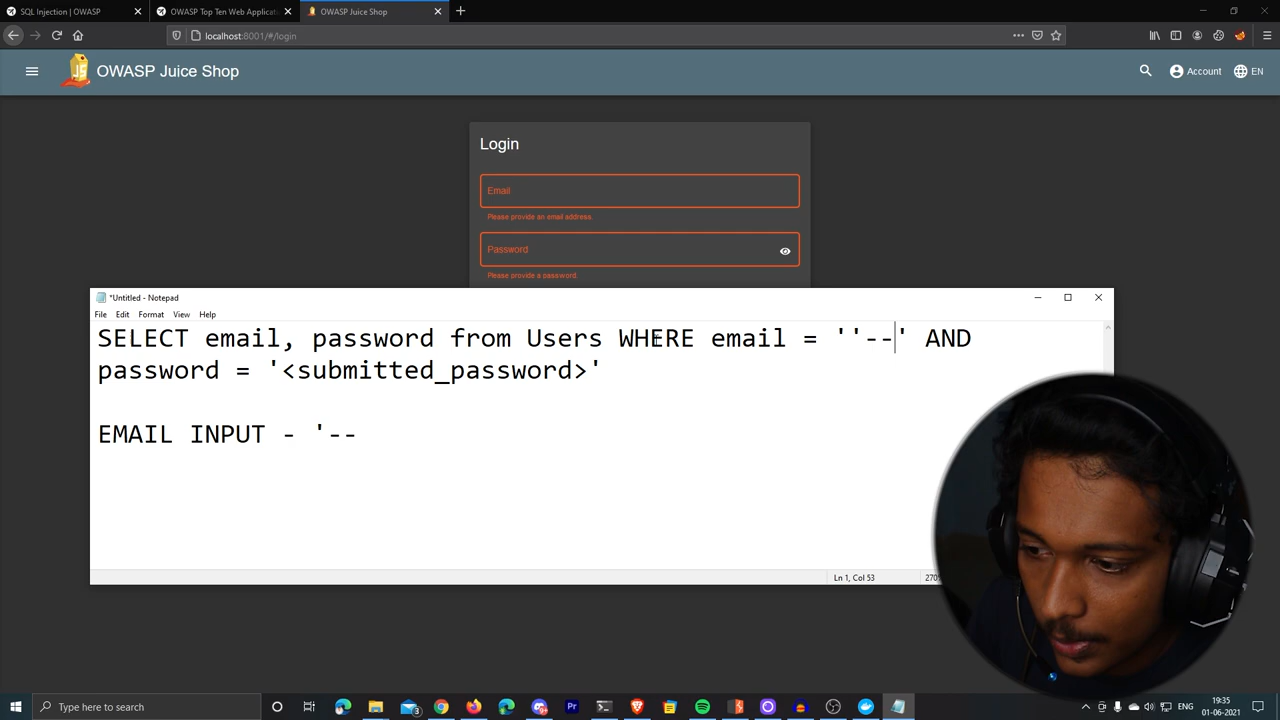 SQL Injection | OWASP
OWASP Top Ten Web Applicat
OWASP Juice Shop
localhost:8001/#/login
OWASP Juice Shop
Account
EN
Login
Email
Please provide an email address.
Password
Please provide a password.
*Untitled - Notepad
File Edit Format View Help
SELECT email, password from Users WHERE email = ''--' AND
password = '<submitted_password>'
EMAIL INPUT - '--
Ln 1, Col 53
270%
Type here to search
3
ENG
19:35
01-06-2021